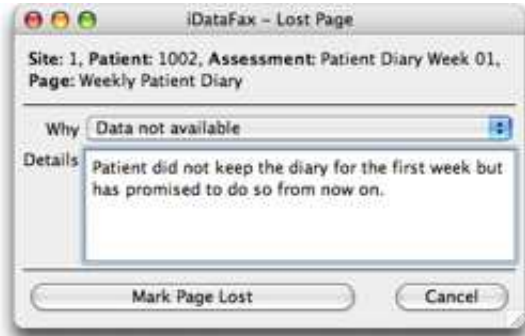 iDataFax – Lost Page
Site: 1, Patient: 1002, Assessment: Patient Diary Week 01,
Page: Weekly Patient Diary
Why Data not available
Details Patient did not keep the diary for the first week but
has promised to do so from now on.
Mark Page Lost Cancel